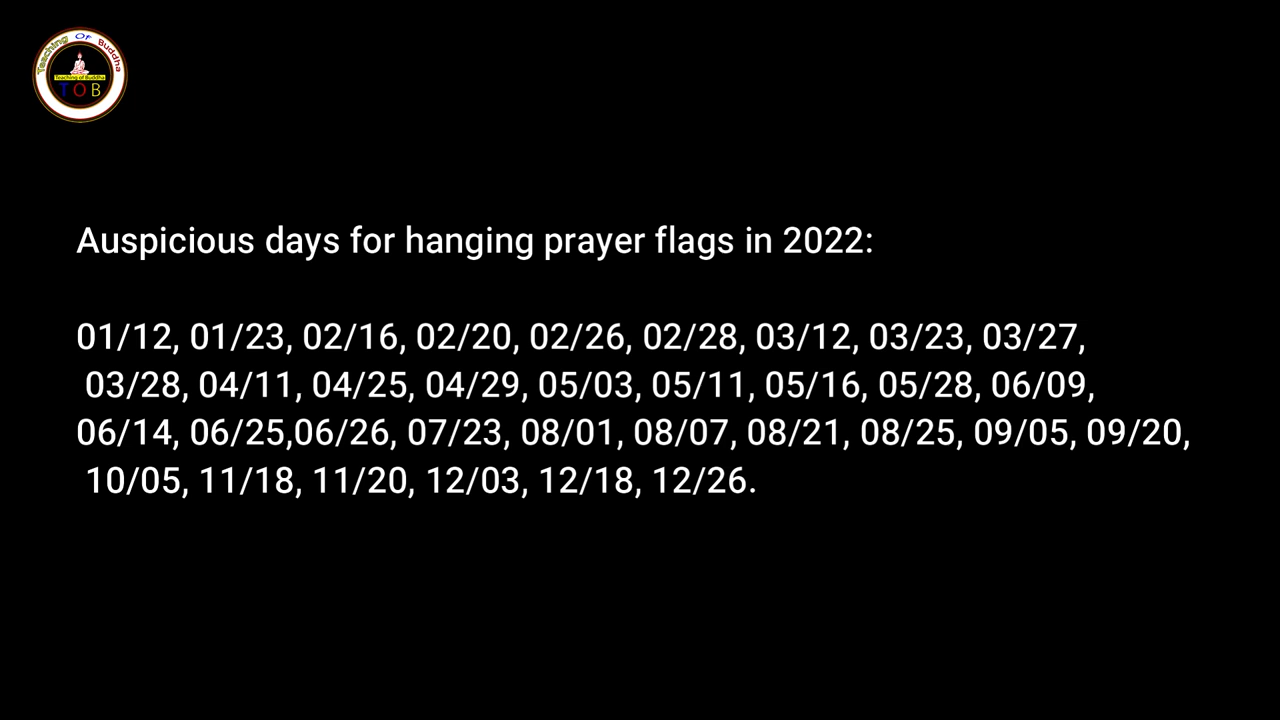 Teaching Of Buddha
Teaching of Buddha
T O B
Auspicious days for hanging prayer flags in 2022:
01/12, 01/23, 02/16, 02/20, 02/26, 02/28, 03/12, 03/23, 03/27,
03/28, 04/11, 04/25, 04/29, 05/03, 05/11, 05/16, 05/28, 06/09,
06/14, 06/25,06/26, 07/23, 08/01, 08/07, 08/21, 08/25, 09/05, 09/20,
10/05, 11/18, 11/20, 12/03, 12/18, 12/26.